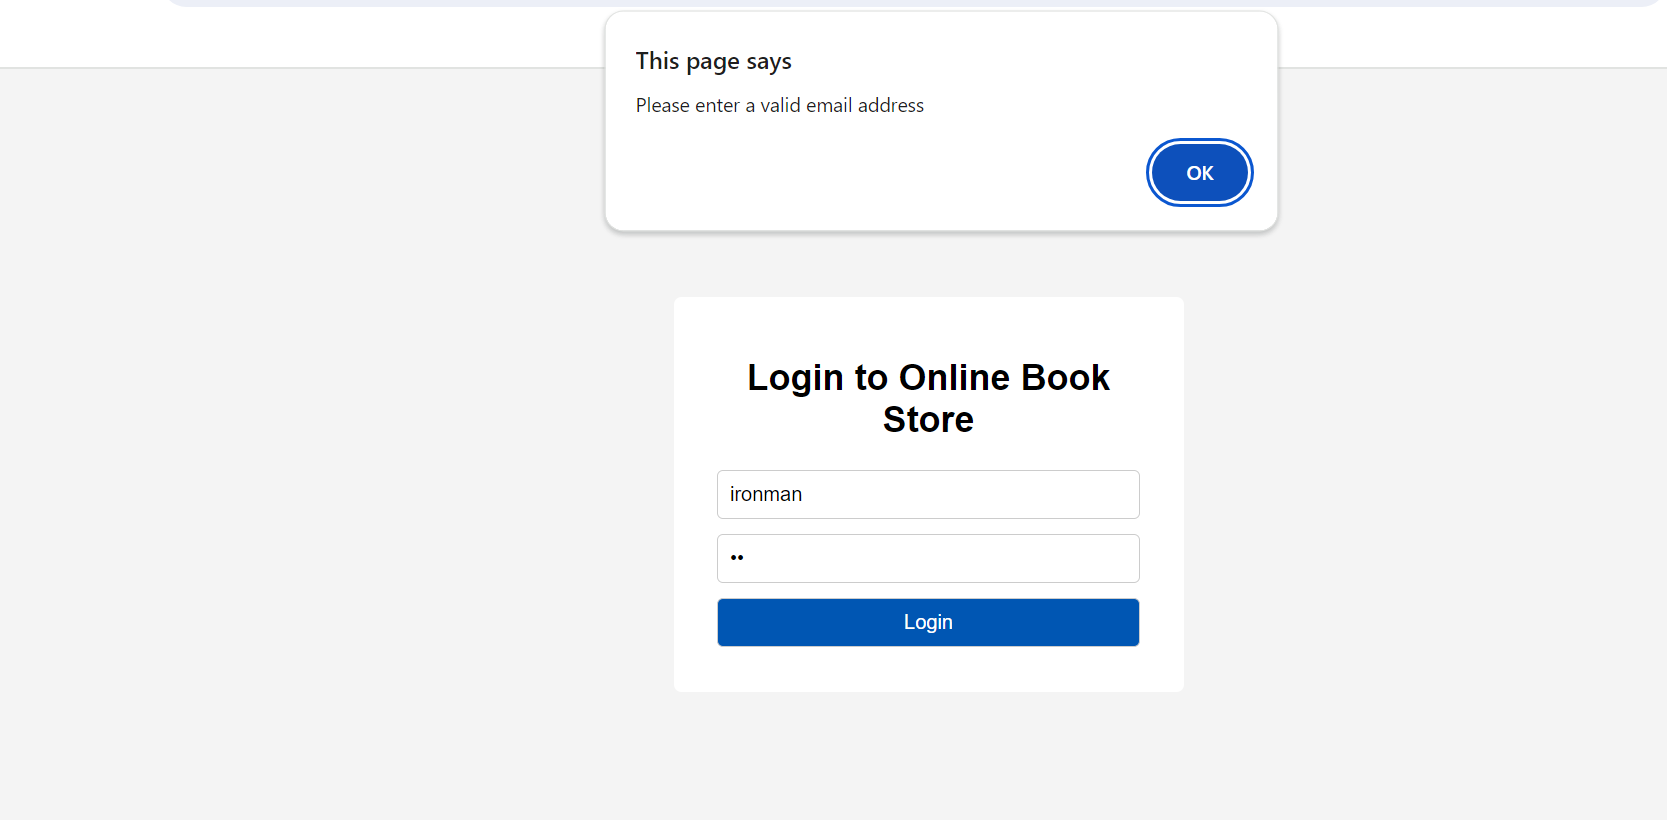 This page says
Please enter a valid email address
OK
Login to Online Book
Store
ironman
••
Login